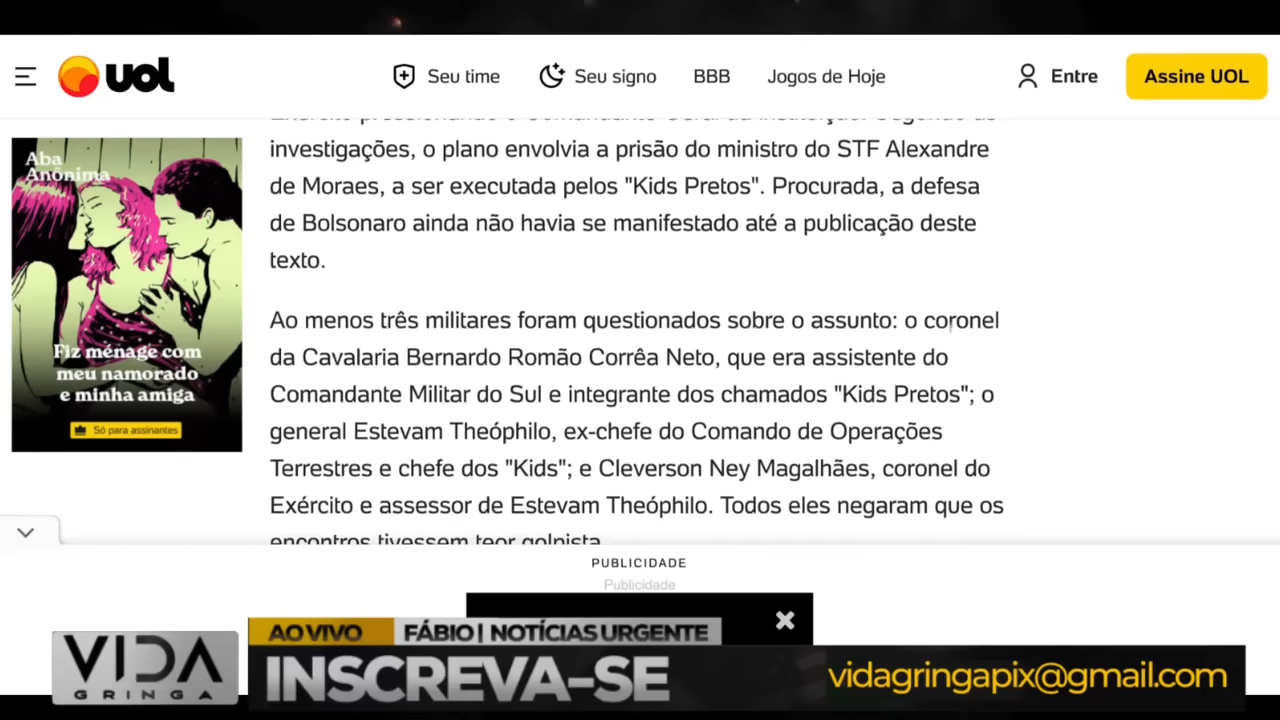 uol
Seu time
Seu signo
BBB
Jogos de Hoje
Entre
Assine UOL
investigações, o plano envolvia a prisão do ministro do STF Alexandre
de Moraes, a ser executada pelos "Kids Pretos". Procurada, a defesa
de Bolsonaro ainda não havia se manifestado até a publicação deste
texto.
Ao menos três militares foram questionados sobre o assunto: o coronel
da Cavalaria Bernardo Romão Corrêa Neto, que era assistente do
Comandante Militar do Sul e integrante dos chamados "Kids Pretos"; o
general Estevam Theóphilo, ex-chefe do Comando de Operações
Terrestres e chefe dos "Kids"; e Cleverson Ney Magalhães, coronel do
Exército e assessor de Estevam Theóphilo. Todos eles negaram que os
encontros tivessem teor golpista
Aba
Anônima
Fiz ménage com
meu namorado
e minha amiga
Só para assinantes
PUBLICIDADE
Publicidade
VIDA
GRINGA
AO VIVO
FÁBIO | NOTÍCIAS URGENTE
INSCREVA-SE
vidagringapix@gmail.com